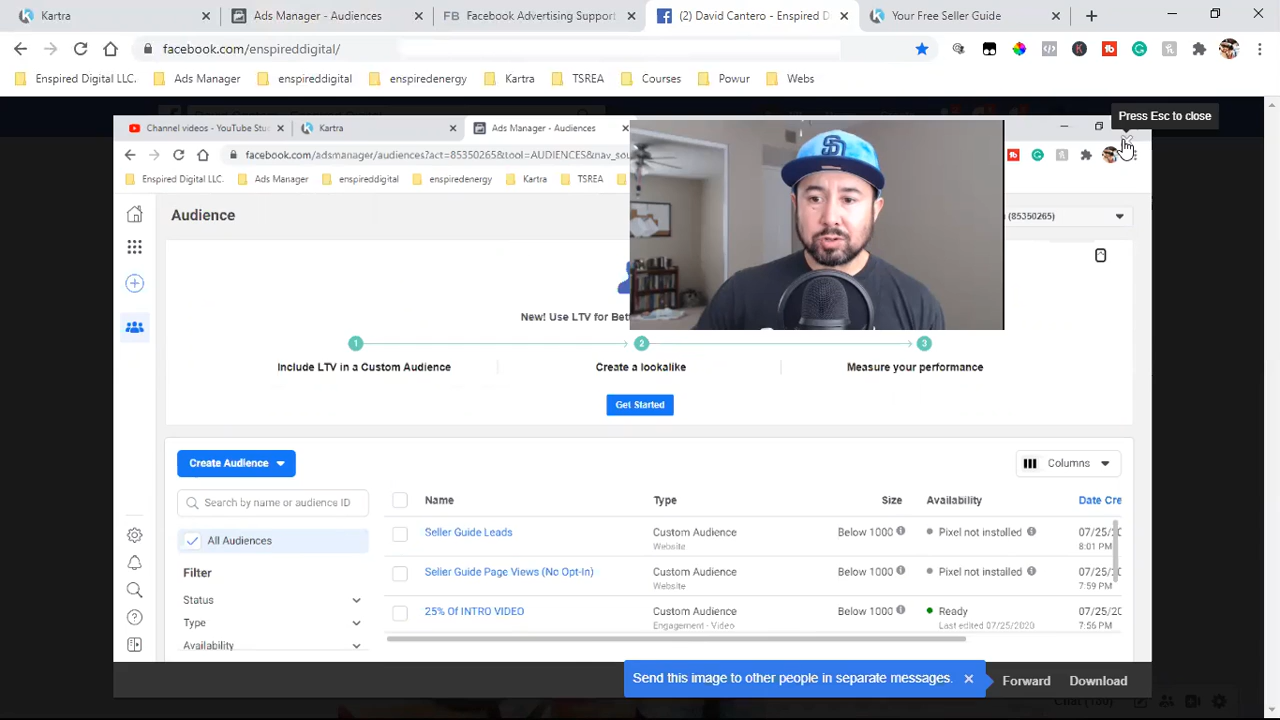 Kartra
Ads Manager - Audiences
FB Facebook Advertising Support
(2) David Cantero - Enspired D
Your Free Seller Guide
facebook.com/enspireddigital/
Enspired Digital LLC.
Ads Manager
enspireddigital
enspiredenergy
Kartra
TSREA
Courses
Powur
Webs
Press Esc to close
Channel videos - YouTube Stu
Kartra
Ads Manager - Audiences
facebook.com/adsmanager/audiences?act=85350265&tool=AUDIENCES&nav_sou
Enspired Digital LLC.
Ads Manager
enspireddigital
enspiredenergy
Kartra
TSREA
Audience
(85350265)
New! Use LTV for Bet
1
2
3
Include LTV in a Custom Audience
Create a lookalike
Measure your performance
Get Started
Create Audience
Columns
Search by name or audience ID
All Audiences
Filter
Status
Type
Availability
Name
Type
Size
Availability
Date Cre
Seller Guide Leads
Custom Audience
Website
Below 1000
Pixel not installed
07/25/20
8:01 PM
Seller Guide Page Views (No Opt-In)
Custom Audience
Website
Below 1000
Pixel not installed
07/25/20
7:59 PM
25% Of INTRO VIDEO
Custom Audience
Engagement - Video
Below 1000
Ready
Last edited 07/25/2020
07/25/20
7:56 PM
Send this image to other people in separate messages.
Forward
Download